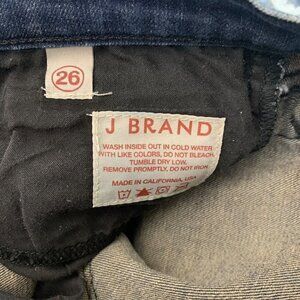 26
J BRAND
WASH INSIDE OUT IN COLD WATER
WITH LIKE COLORS, DO NOT BLEACH.
TUMBLE DRY LOW.
REMOVE PROMPTLY, DO NOT IRON.
MADE IN CALIFORNIA, USA